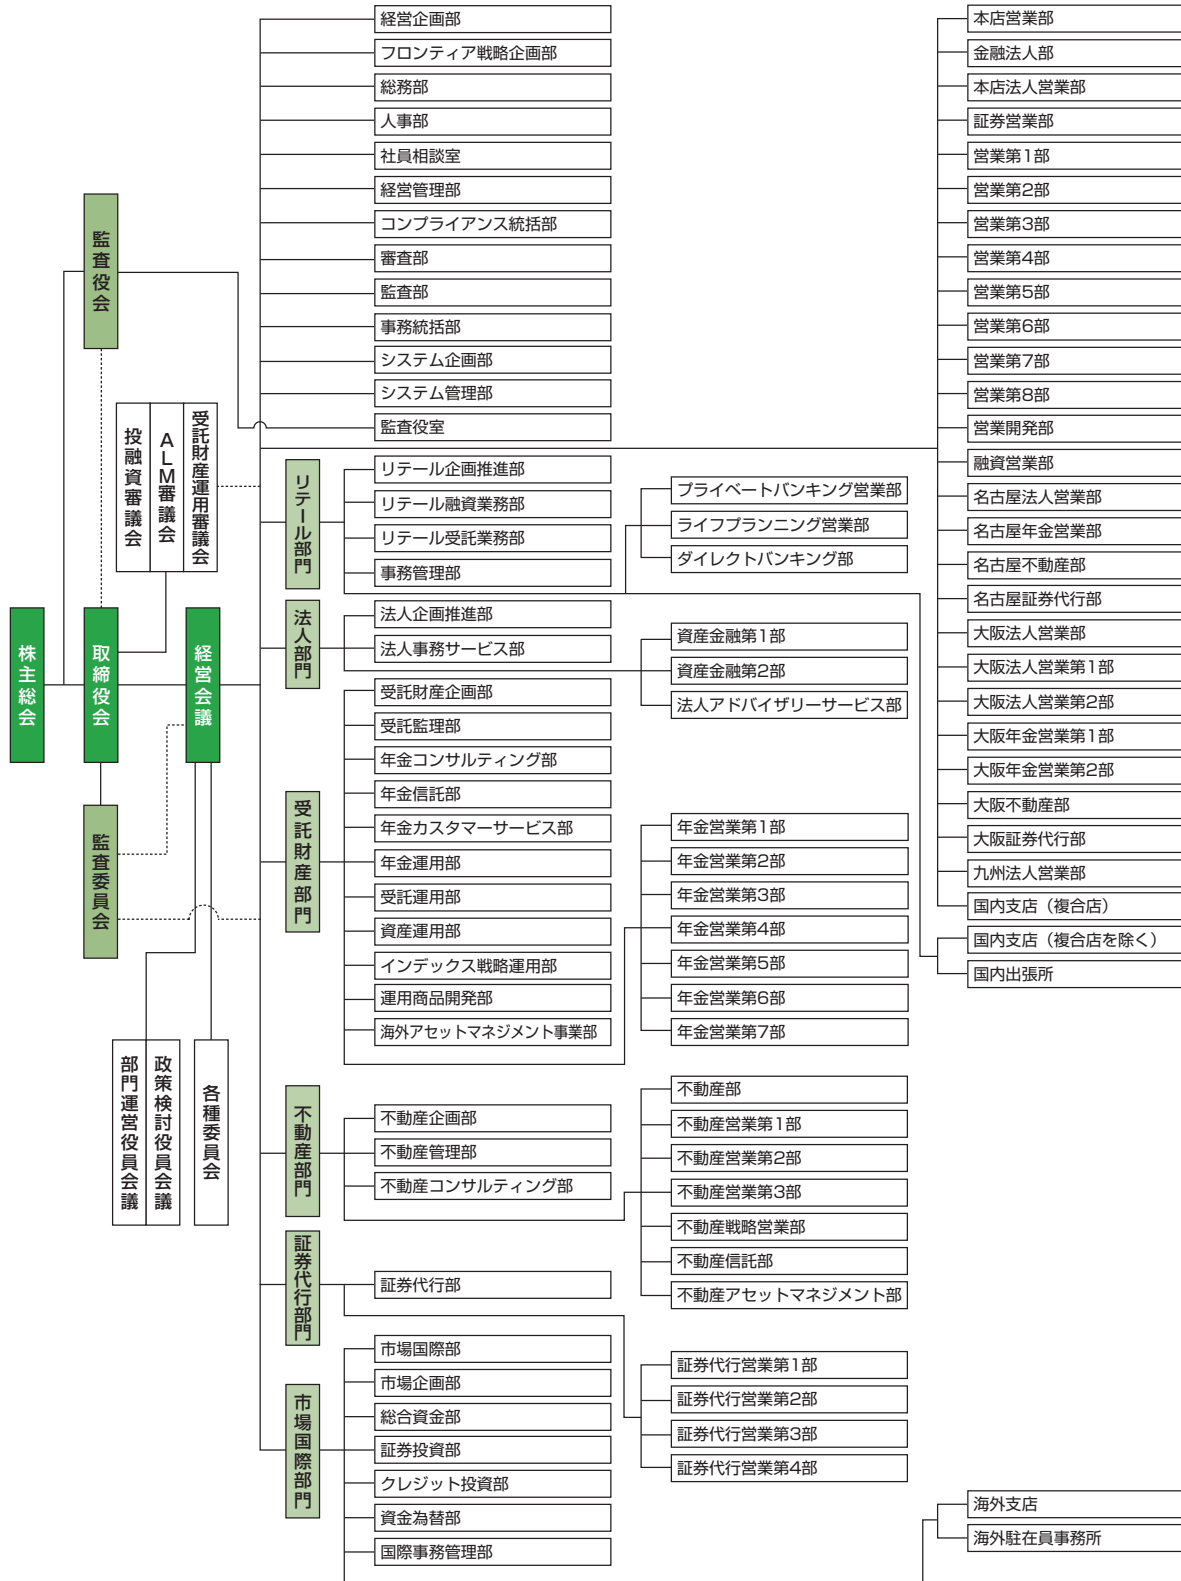 株主総会
監査役会
取締役会
監査委員会
投融資審議会
ALM審議会
受託財産運用審議会
経営会議
部門運営役員会議
政策検討役員会議
各種委員会
経営企画部
フロンティア戦略企画部
総務部
人事部
社員相談室
経営管理部
コンプライアンス統括部
審査部
監査部
事務統括部
システム企画部
システム管理部
監査役室
リテール部門
リテール企画推進部
リテール融資業務部
リテール受託業務部
事務管理部
プライベートバンキング営業部
ライフプランニング営業部
ダイレクトバンキング部
法人部門
法人企画推進部
法人事務サービス部
資産金融第1部
資産金融第2部
法人アドバイザリーサービス部
受託財産部門
受託財産企画部
受託監理部
年金コンサルティング部
年金信託部
年金カスタマーサービス部
年金運用部
受託運用部
資産運用部
インデックス戦略運用部
運用商品開発部
海外アセットマネジメント事業部
年金営業第1部
年金営業第2部
年金営業第3部
年金営業第4部
年金営業第5部
年金営業第6部
年金営業第7部
不動産部門
不動産企画部
不動産管理部
不動産コンサルティング部
不動産部
不動産営業第1部
不動産営業第2部
不動産営業第3部
不動産戦略営業部
不動産信託部
不動産アセットマネジメント部
証券代行部門
証券代行部
証券代行営業第1部
証券代行営業第2部
証券代行営業第3部
証券代行営業第4部
市場国際部門
市場国際部
市場企画部
総合資金部
証券投資部
クレジット投資部
資金為替部
国際事務管理部
本店営業部
金融法人部
本店法人営業部
証券営業部
営業第1部
営業第2部
営業第3部
営業第4部
営業第5部
営業第6部
営業第7部
営業第8部
営業開発部
融資営業部
名古屋法人営業部
名古屋年金営業部
名古屋不動産部
名古屋証券代行部
大阪法人営業部
大阪法人営業第1部
大阪法人営業第2部
大阪年金営業第1部
大阪年金営業第2部
大阪不動産部
大阪証券代行部
九州法人営業部
国内支店（複合店）
国内支店（複合店を除く）
国内出張所
海外支店
海外駐在員事務所